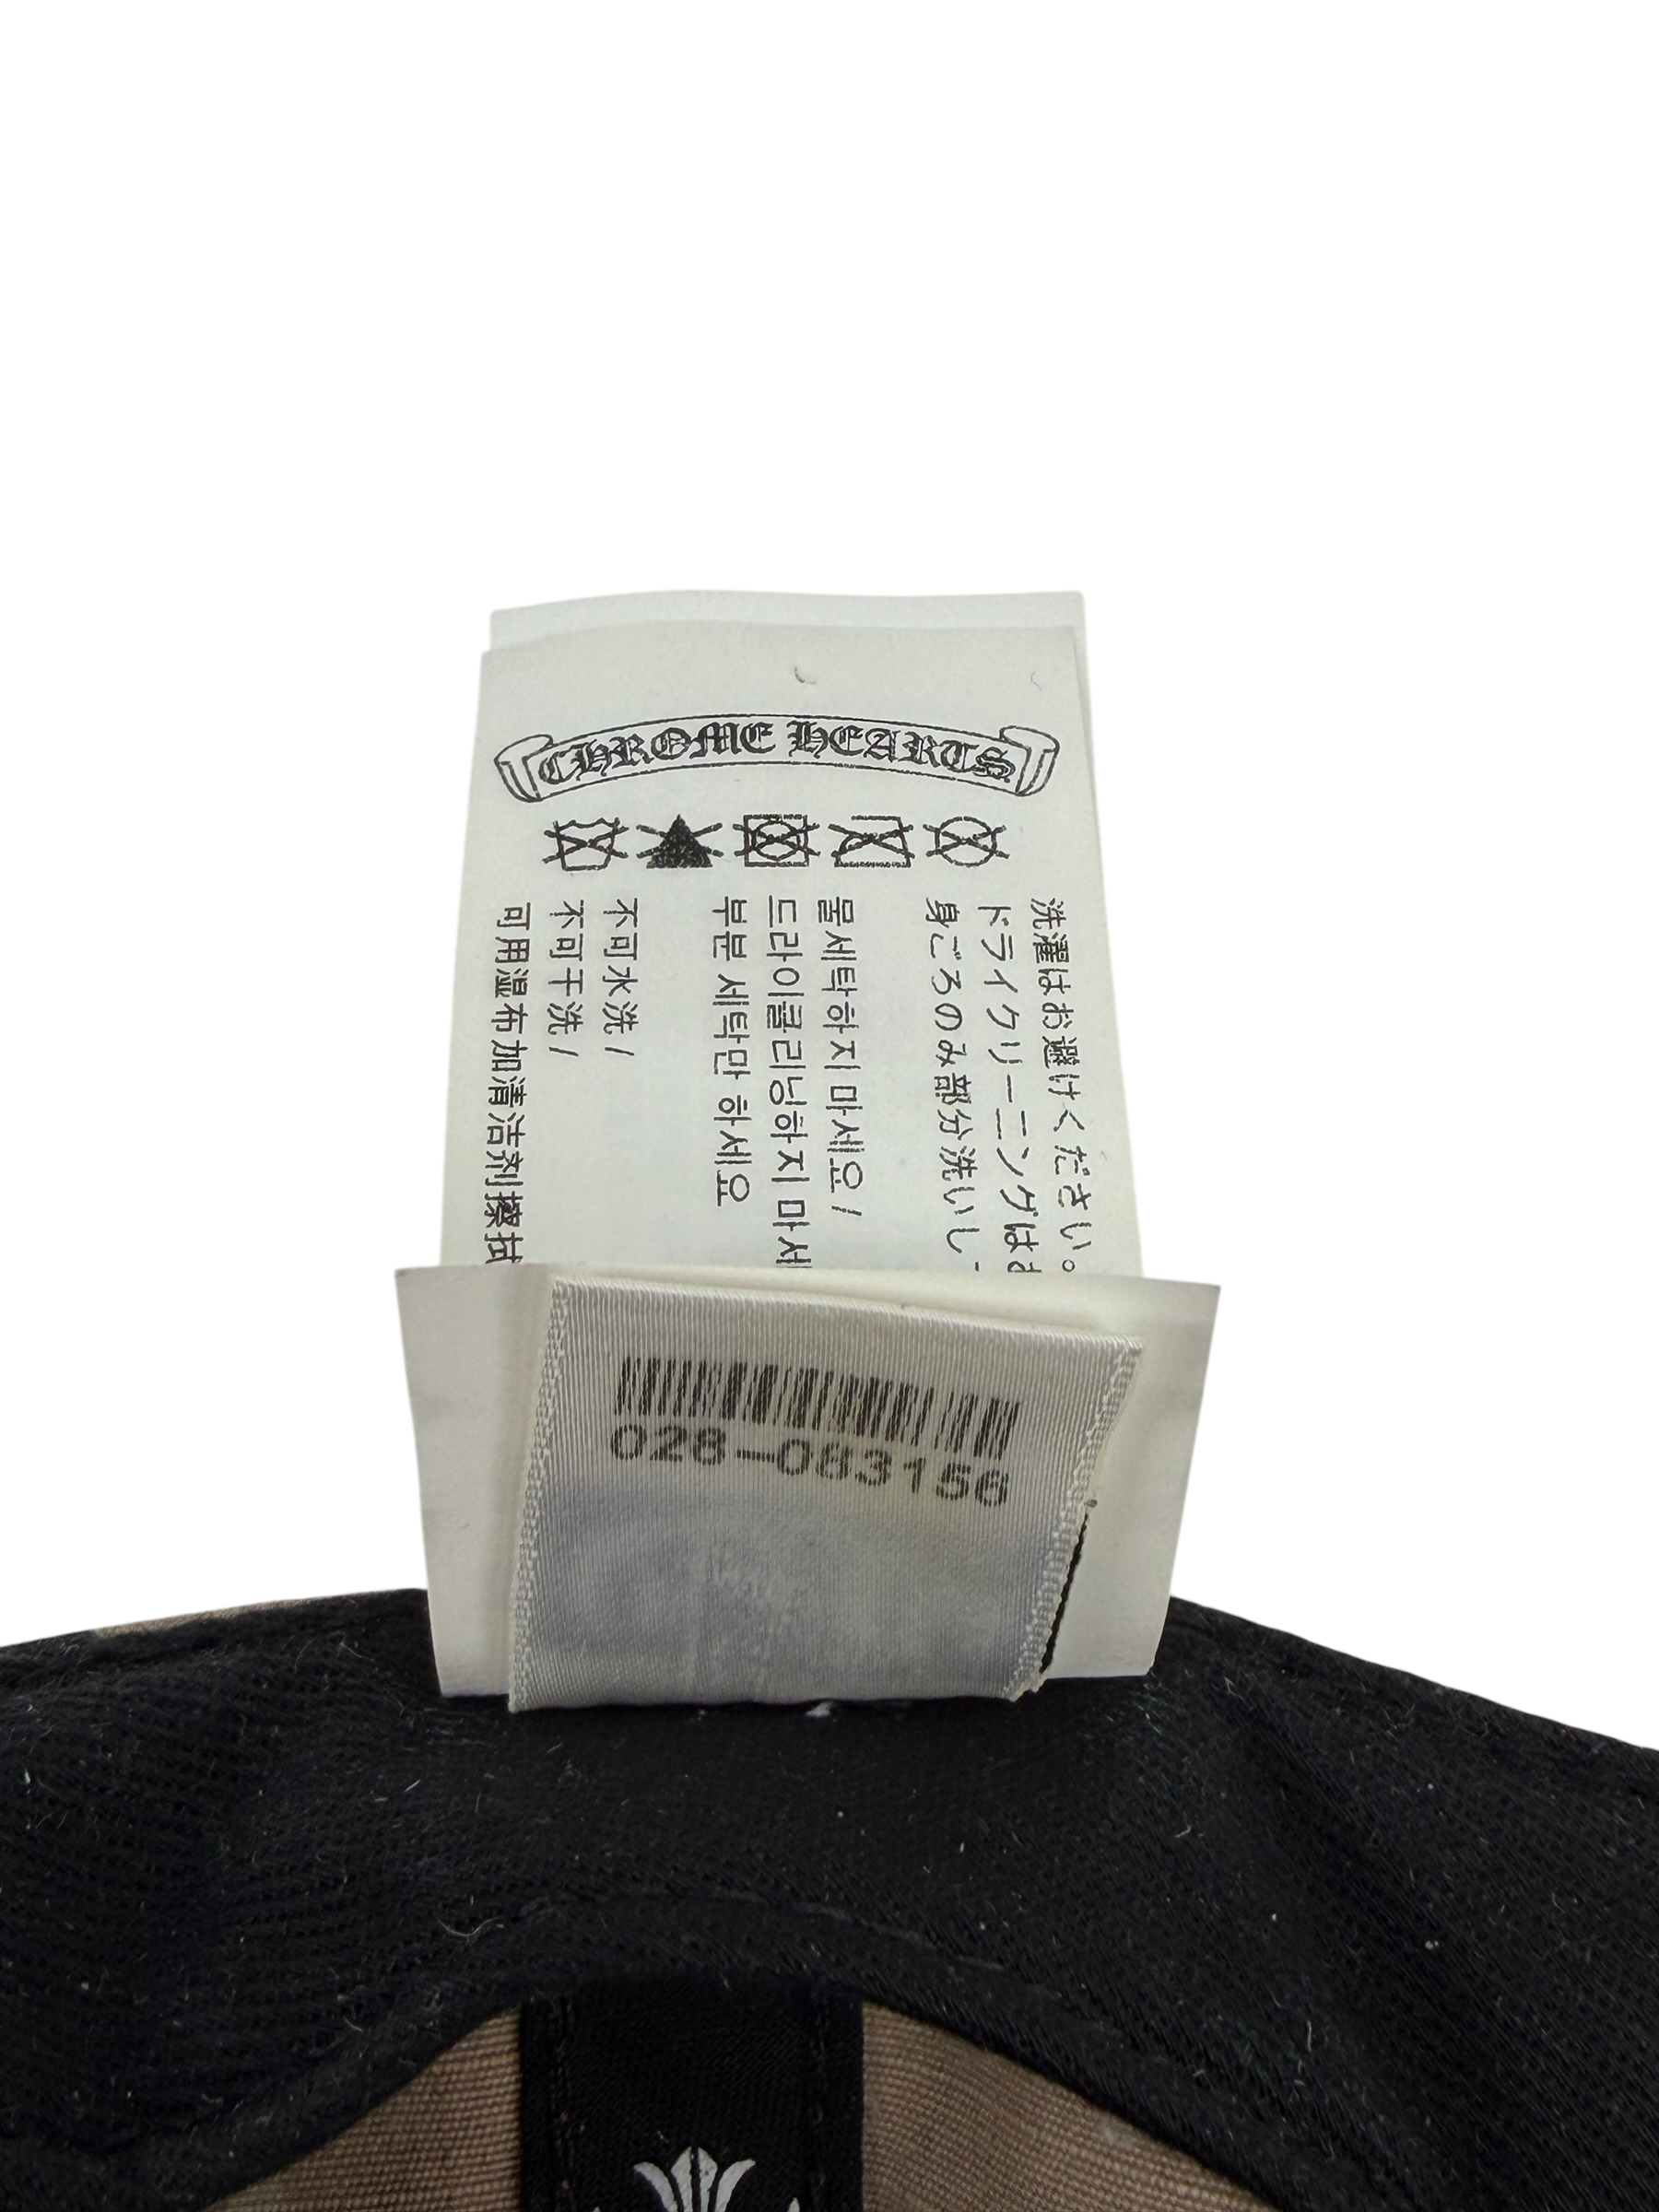 CHROME HEARTS
洗濯はお避けください。
ドライクリーニングはお
身ごろのみ部分洗いし
물세탁하지 마세요 /
드라이클리닝하지 마세
부분 세탁만 하세요
不可水洗 /
不可干洗 /
可用湿布加清洁剂擦拭
028-083156